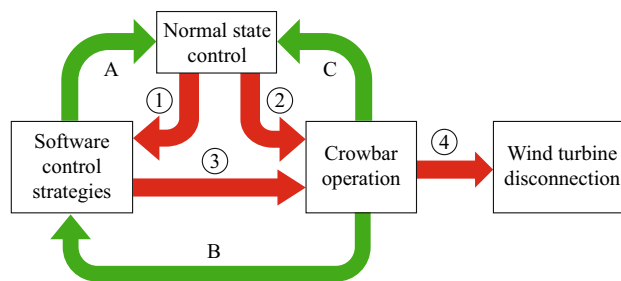 Normal state
control
A
C
①
②
Software
control
strategies
③
Crowbar
operation
④
Wind turbine
disconnection
B